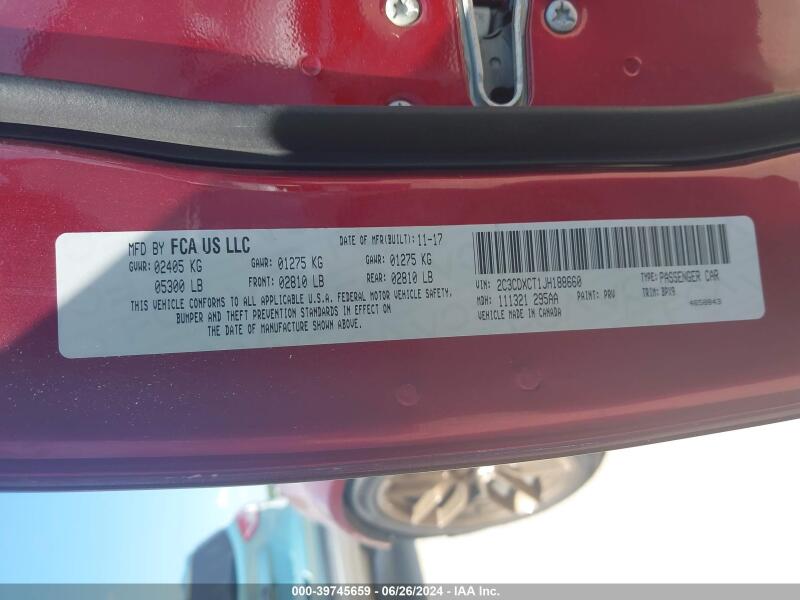 MFD BY FCA US LLC DATE OF MFR(BUILT): 11-17
GVWR: 02405 KG GAWR: 01275 KG GAWR: 01275 KG
05300 LB FRONT: 02810 LB REAR: 02810 LB
THIS VEHICLE CONFORMS TO ALL APPLICABLE U.S.A. FEDERAL MOTOR VEHICLE SAFETY,
BUMPER AND THEFT PREVENTION STANDARDS IN EFFECT ON
THE DATE OF MANUFACTURE SHOWN ABOVE.
VIN: 2C3CDXCT1JH188660 TYPE: PASSENGER CAR
MDH: 111321 295AA PAINT: PRV TRIM: BPX9
VEHICLE MADE IN CANADA 4658843
000-39745659 / 06/26/2024 / IAA Inc.